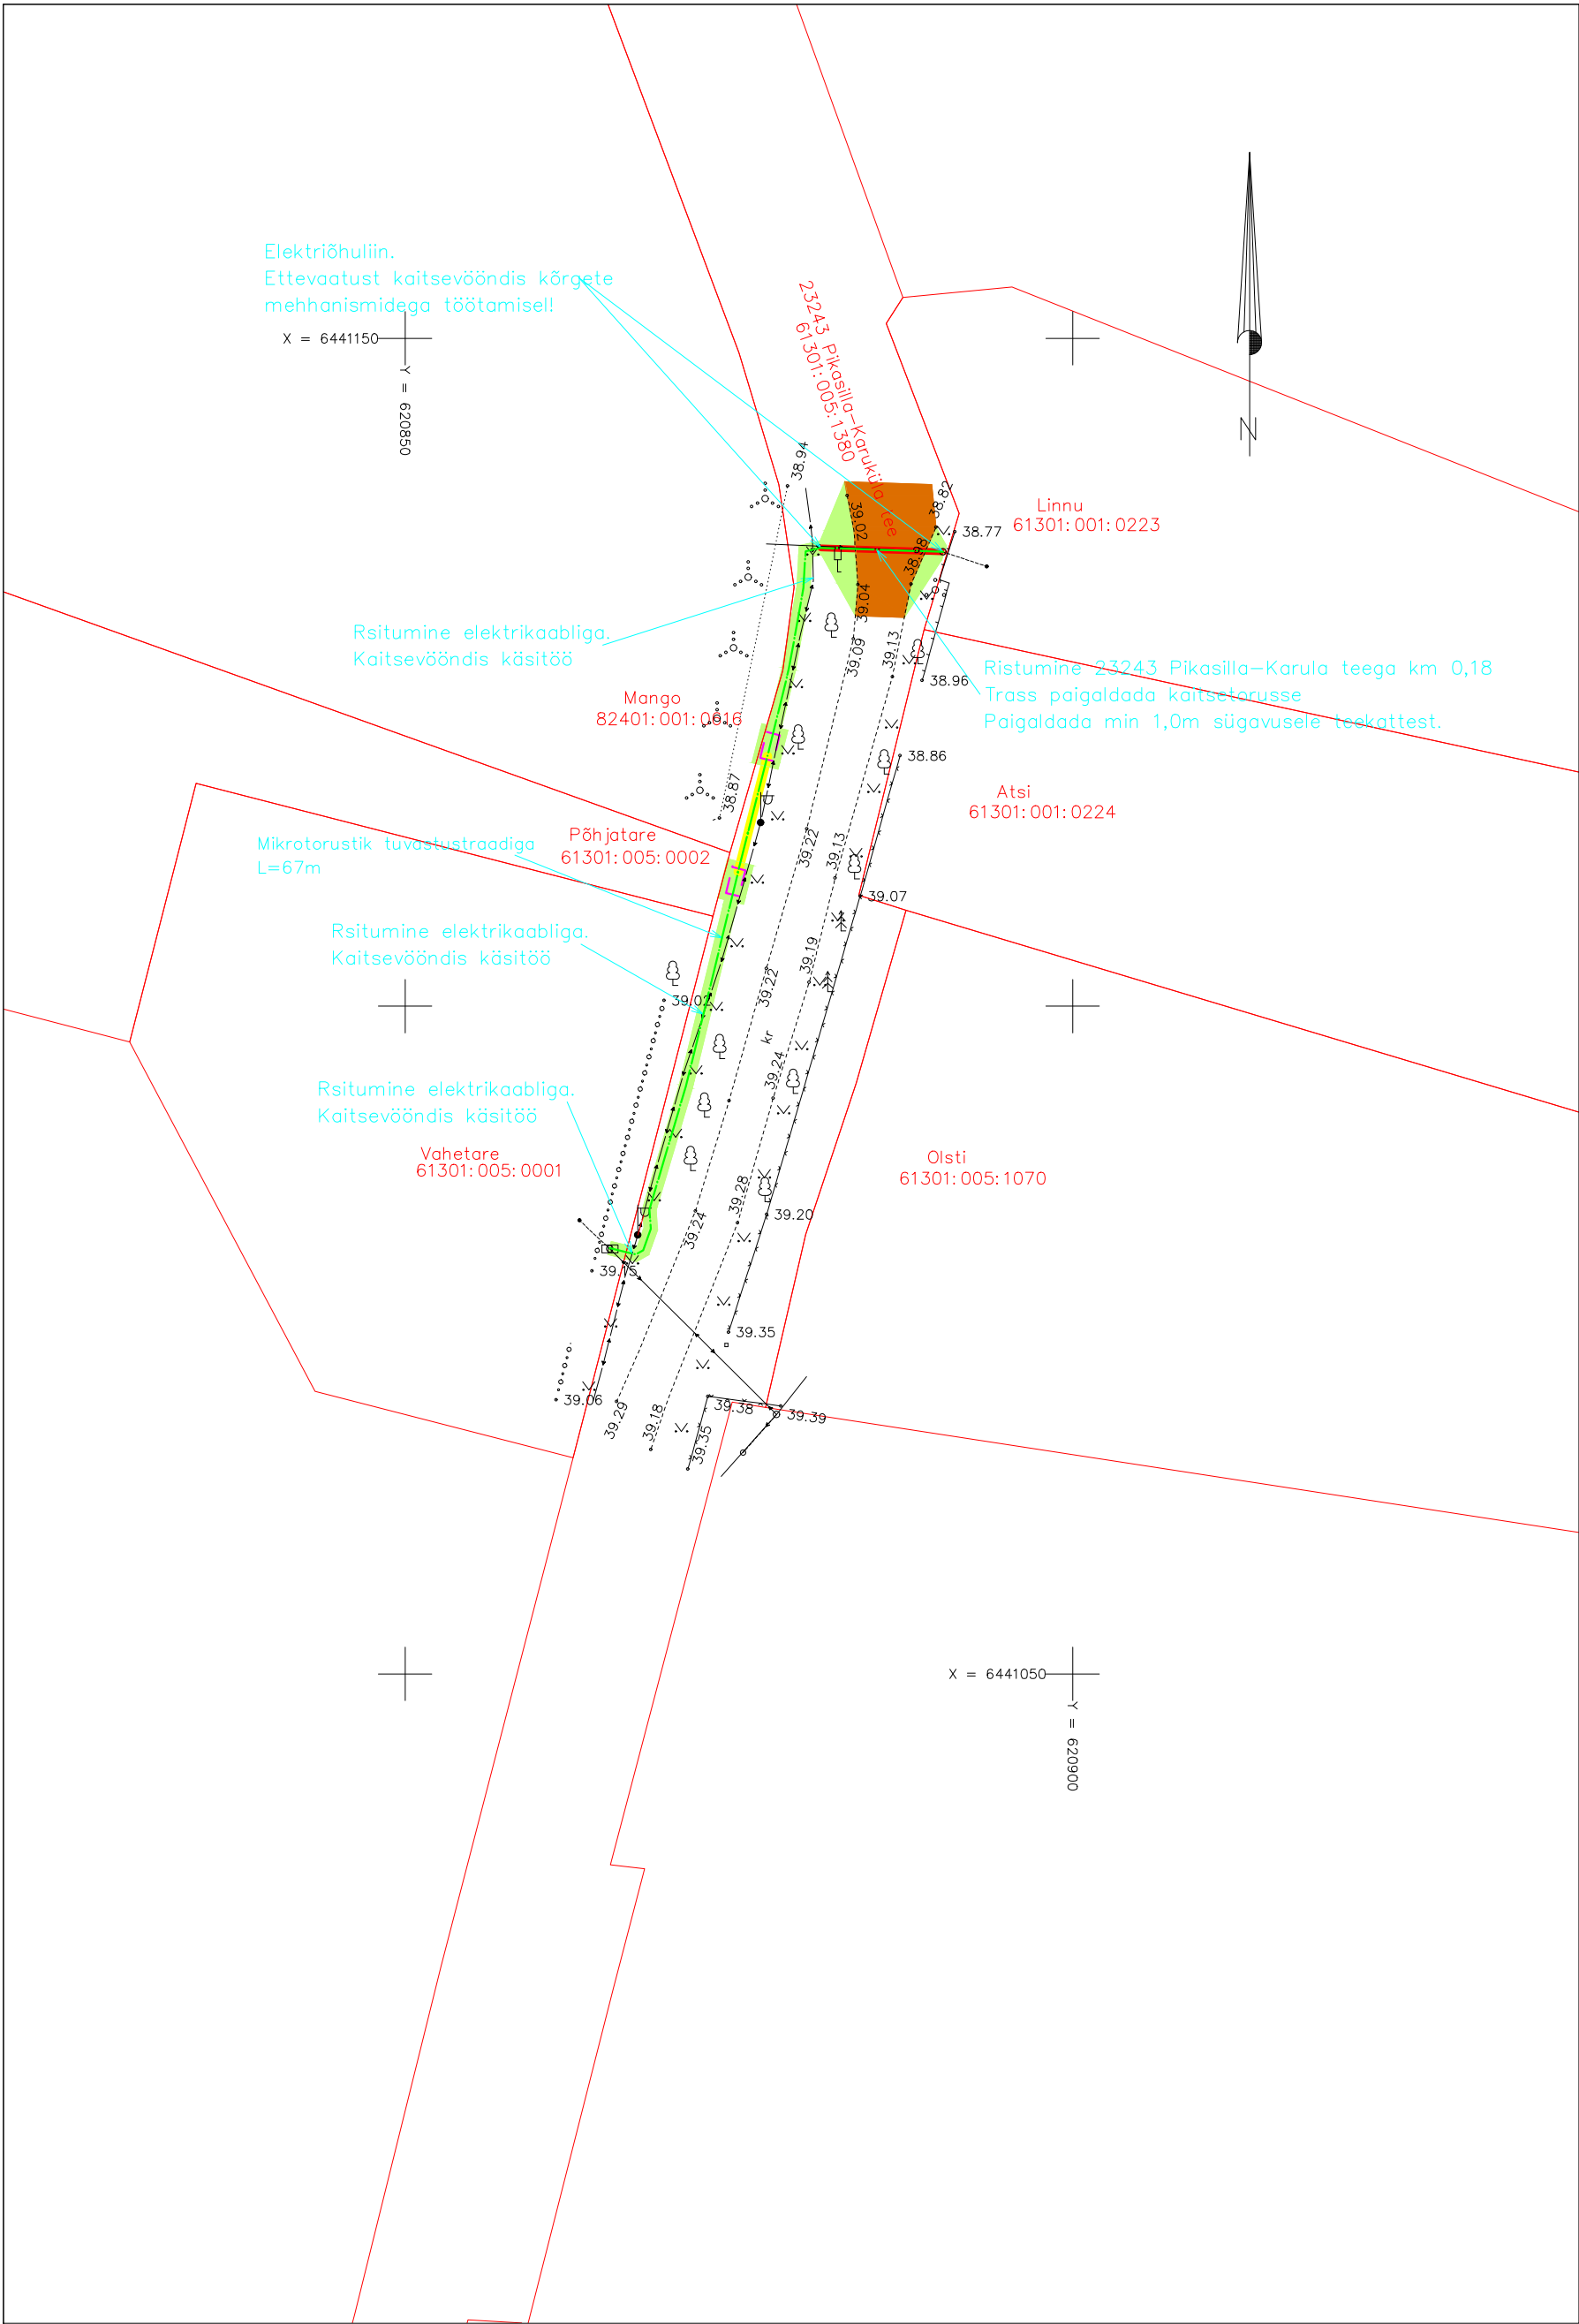 Elektriõhuliin.
Ettevaatust kaitsevööndis kõrgete
mehhanismidega töötamisel!
X = 6441150
Y = 620850
23243 Pikasilla-Karuküla tee
61301:005:1380
N
38.94
39.02
38.82
38.77
38.98
Linnu
61301:001:0223
39.04
39.09
39.13
38.96
Rsitumine elektrikaabliga.
Kaitsevööndis käsitöö
Ristumine 23243 Pikasilla-Karula teega km 0,18
Trass paigaldada kaitsetorusse
Paigaldada min 1,0m sügavusele teekattest.
Mango
82401:001:0616
38.86
38.87
Atsi
61301:001:0224
Põhjatare
61301:005:0002
39.22
39.13
Mikrotorustik tuvastustraadiga
L=67m
39.07
Rsitumine elektrikaabliga.
Kaitsevööndis käsitöö
39.19
39.22
39.02
kr
39.24
Rsitumine elektrikaabliga.
Kaitsevööndis käsitöö
Vahetare
61301:005:0001
Olsti
61301:005:1070
39.28
39.20
39.24
39.15
39.35
39.06
39.29
39.18
39.38
39.39
39.35
X = 6441050
Y = 620900